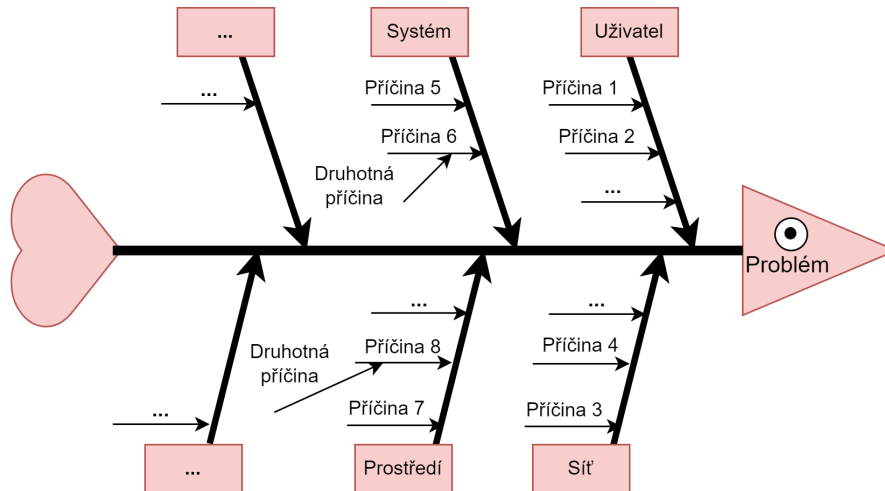 ...
Systém
Uživatel
...
Příčina 5
Příčina 1
Příčina 6
Příčina 2
Druhotná
příčina
...
Problém
...
...
Druhotná
příčina
Příčina 8
Příčina 4
...
Příčina 7
Příčina 3
...
Prostředí
Síť